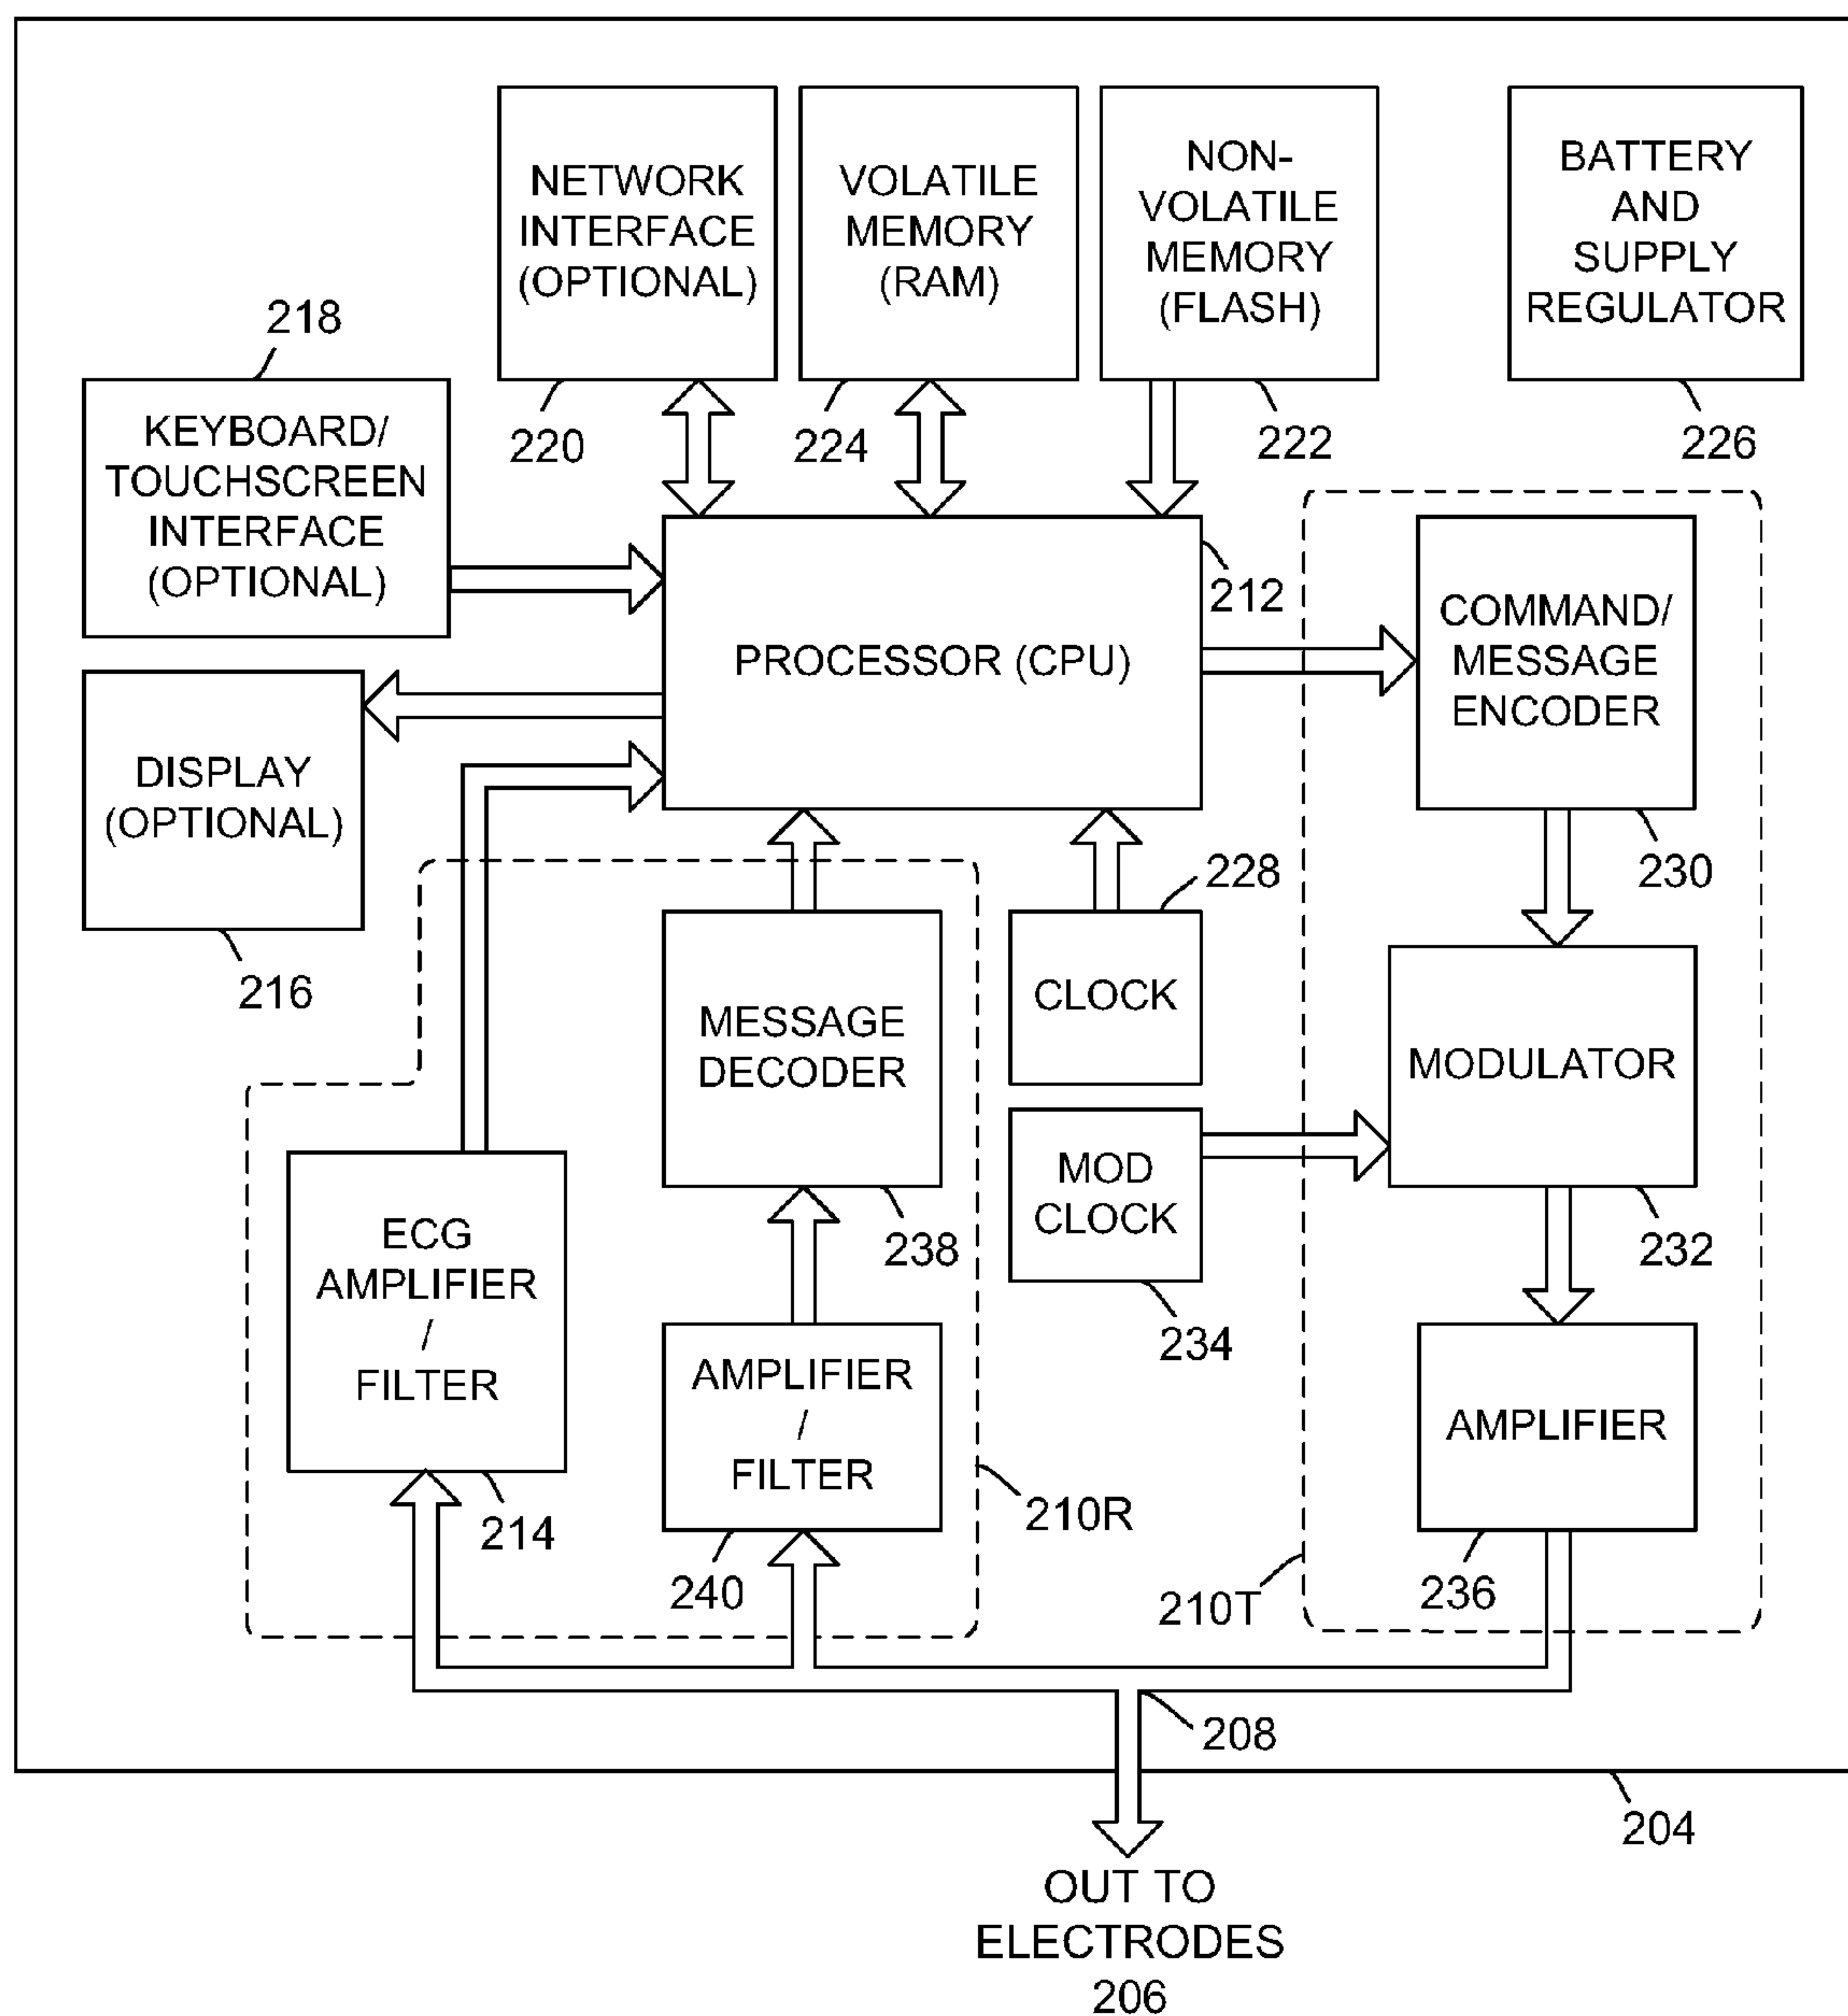 NETWORK
INTERFACE
(OPTIONAL)
220
VOLATILE
MEMORY
(RAM)
224
NON-
VOLATILE
MEMORY
(FLASH)
222
BATTERY
AND
SUPPLY
REGULATOR
226
218
KEYBOARD/
TOUCHSCREEN
INTERFACE
(OPTIONAL)
PROCESSOR (CPU)
212
COMMAND/
MESSAGE
ENCODER
230
DISPLAY
(OPTIONAL)
216
228
CLOCK
MESSAGE
DECODER
238
MODULATOR
232
MOD
CLOCK
234
ECG
AMPLIFIER
/
FILTER
214
AMPLIFIER
/
FILTER
240
210R
AMPLIFIER
236
210T
208
204
OUT TO
ELECTRODES
206